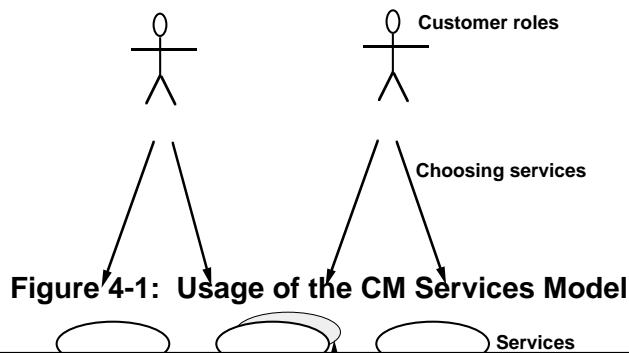 Customer roles
Choosing services
Figure 4-1: Usage of the CM Services Model
Services